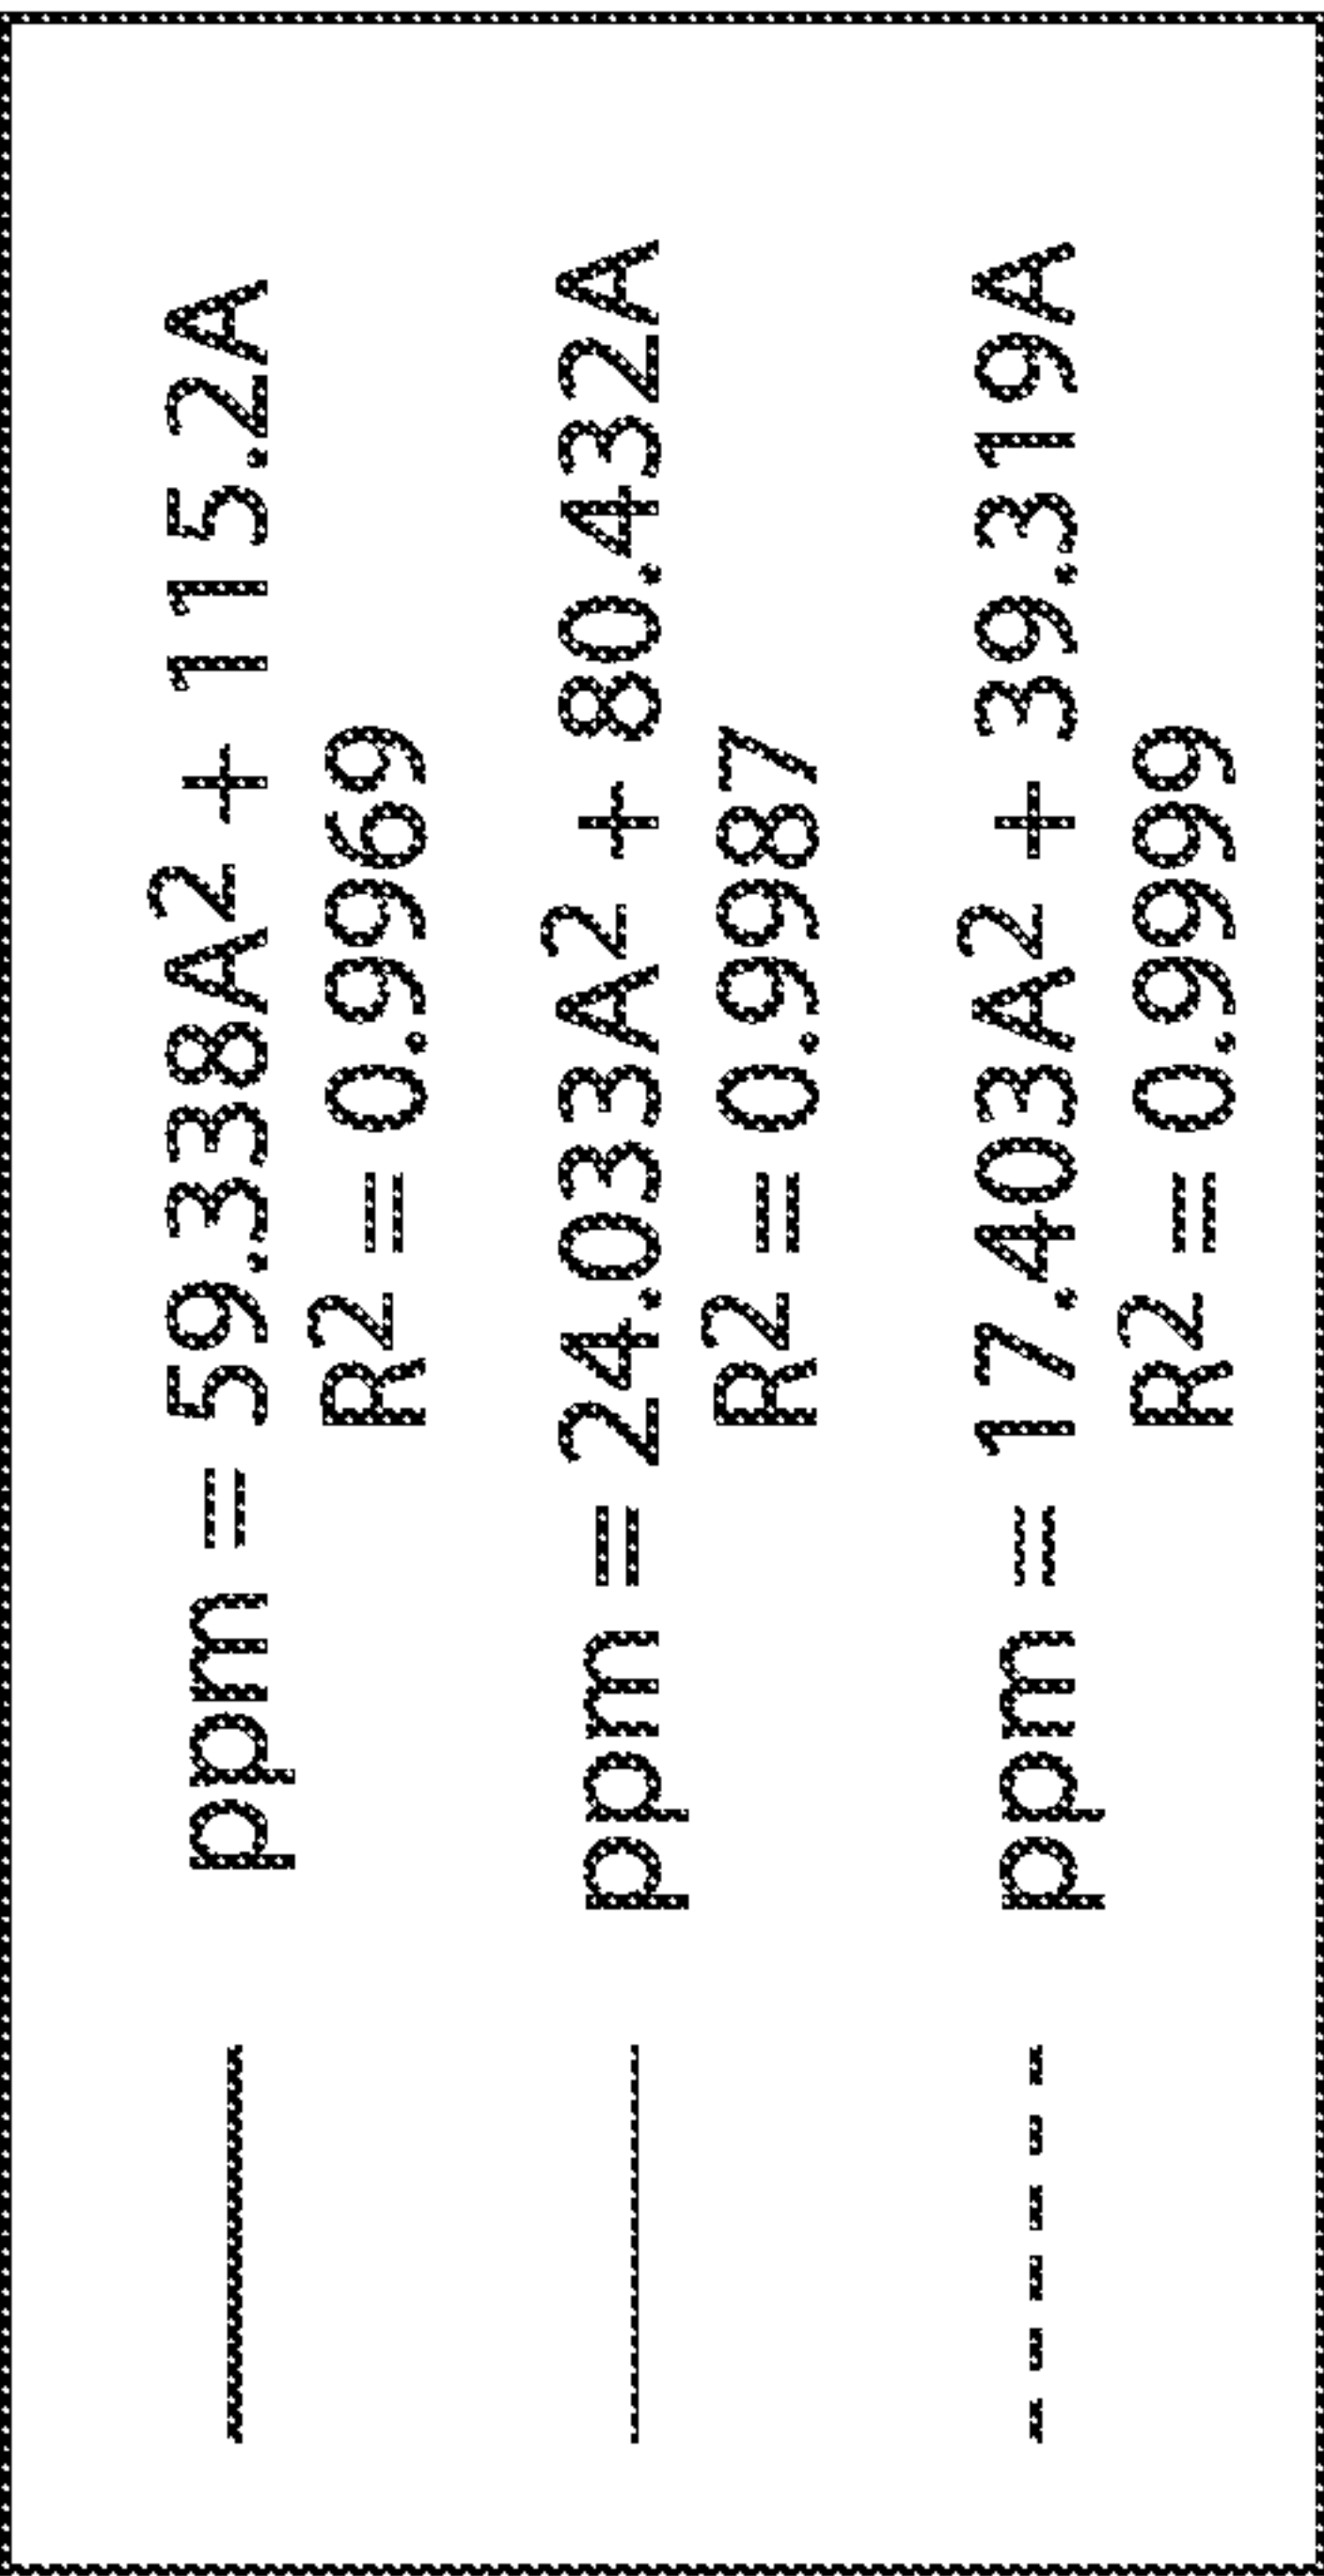 ppm = 59.338A² + 115.2A
R² = 0.9969
ppm = 24.033A² + 80.432A
R² = 0.9987
ppm = 17.403A² + 39.319A
R² = 0.9999